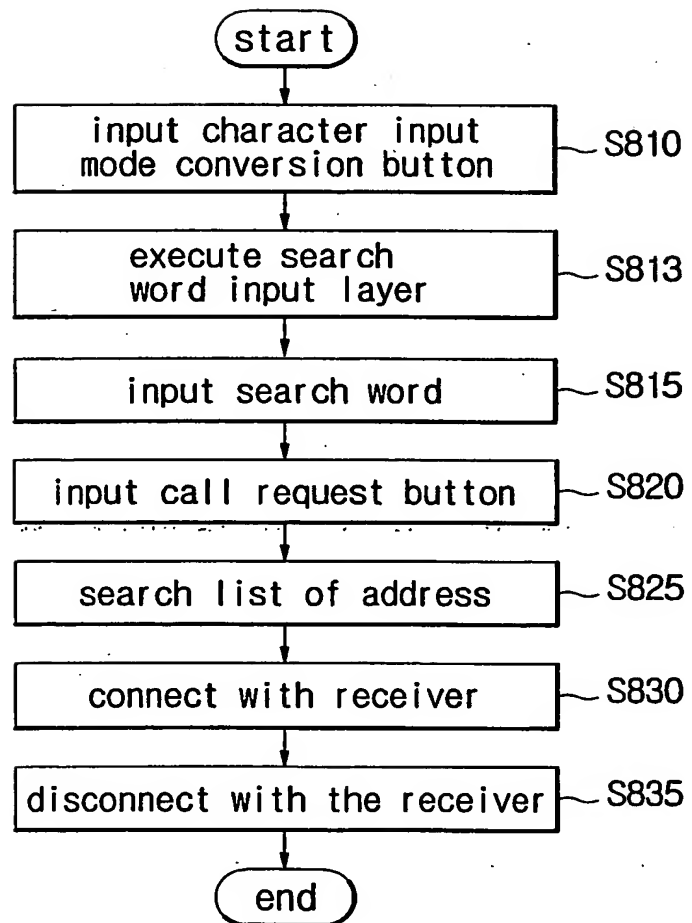 start
input character input
mode conversion button
S810
execute search
word input layer
S813
input search word
S815
input call request button
S820
search list of address
S825
connect with receiver
S830
disconnect with the receiver
S835
end